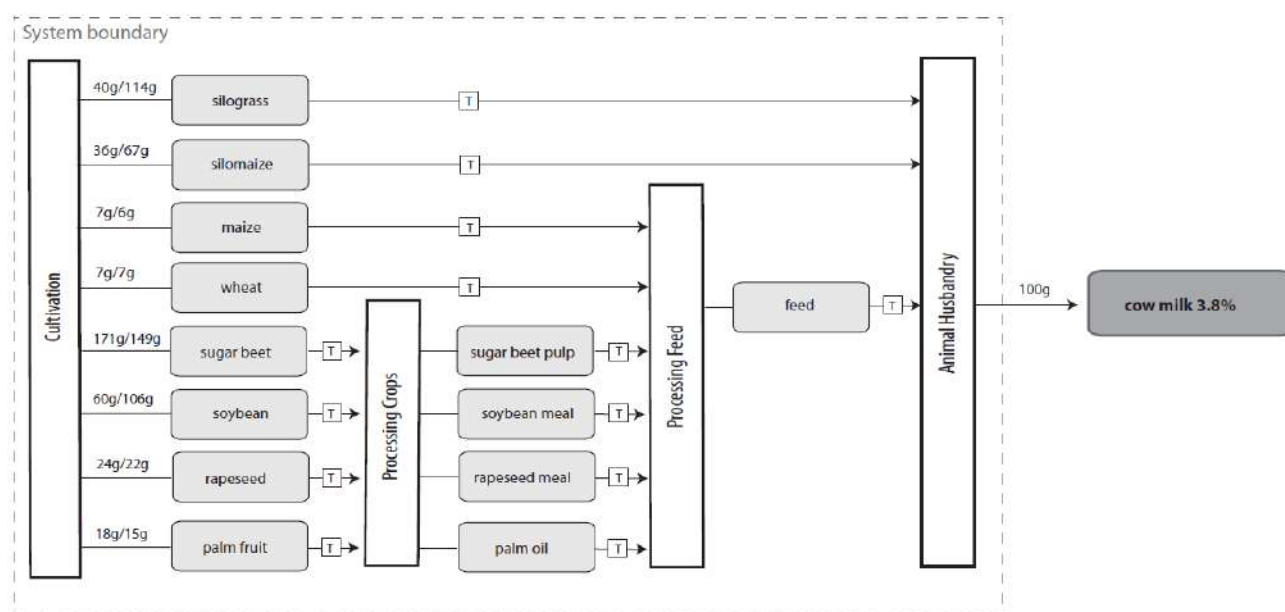 System boundary
Cultivation
40g/114g
silograss
T
36g/67g
silomaize
T
7g/6g
maize
T
7g/7g
wheat
T
171g/149g
sugar beet
T
sugar beet pulp
T
60g/106g
soybean
T
soybean meal
T
24g/22g
rapeseed
T
rapeseed meal
T
18g/15g
palm fruit
T
palm oil
T
Processing Crops
Processing Feed
feed
T
Animal Husbandry
100g
cow milk 3.8%